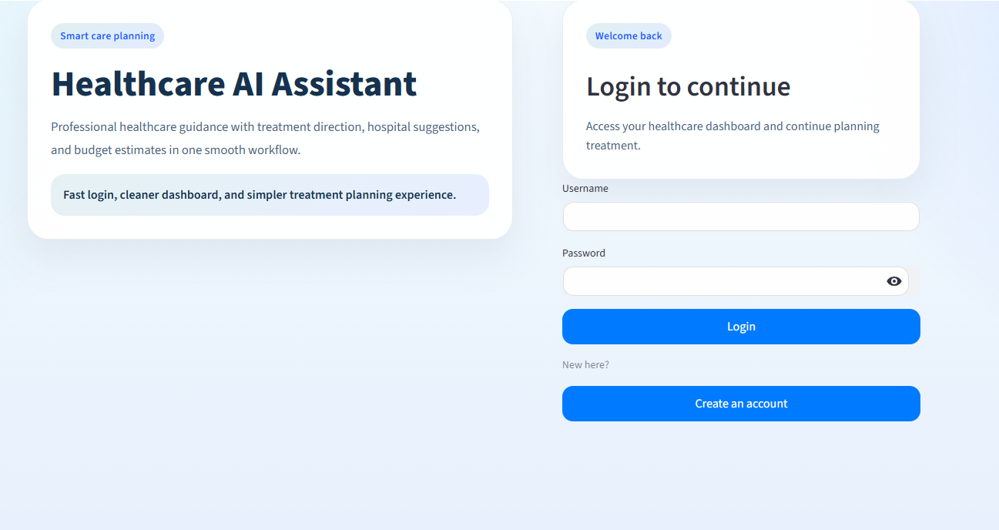 Smart care planning
Healthcare AI Assistant
Professional healthcare guidance with treatment direction, hospital suggestions,
and budget estimates in one smooth workflow.
Fast login, cleaner dashboard, and simpler treatment planning experience.
Welcome back
Login to continue
Access your healthcare dashboard and continue planning
treatment.
Username
Password
Login
New here?
Create an account